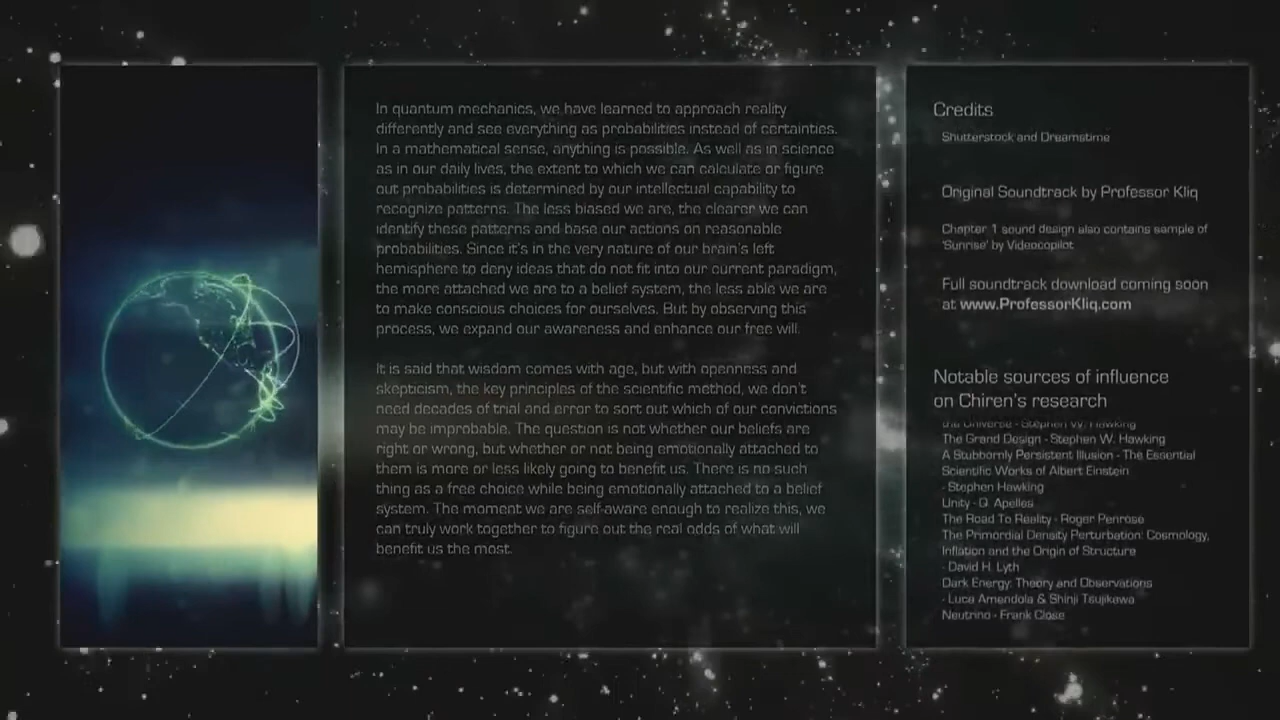 In quantum mechanics, we have learned to approach reality
differently and see everything as probabilities instead of certainties.
In a mathematical sense, anything is possible. As well as in science
as in our daily lives, the extent to which we can calculate or figure
out probabilities is determined by our intellectual capability to
recognize patterns. The less biased we are, the clearer we can
identify these patterns and base our actions on reasonable
probabilities. Since it's in the very nature of our brain's left
hemisphere to deny ideas that do not fit into our current paradigm,
the more attached we are to a belief system, the less able we are
to make conscious choices for ourselves. But by observing this
process, we expand our awareness and enhance our free will.
It is said that wisdom comes with age, but with openness and
skepticism, the key principles of the scientific method, we don't
need decades of trial and error to sort out which of our convictions
may be improbable. The question is not whether our beliefs are
right or wrong, but whether or not being emotionally attached to
them is more or less likely going to benefit us. There is no such
thing as a free choice while being emotionally attached to a belief
system. The moment we are self-aware enough to realize this, we
can truly work together to figure out the real odds of what will
benefit us the most.
Credits
Shutterstock and Dreamstime
Original Soundtrack by Professor Kliq
Chapter 1 sound design also contains sample of
'Sunrise' by Videocopilot
Full soundtrack download coming soon
at www.ProfessorKliq.com
Notable sources of influence
on Chiren's research
the Universe - Stephen W. Hawking
The Grand Design - Stephen W. Hawking
A Stubbornly Persistent Illusion - The Essential
Scientific Works of Albert Einstein
- Stephen Hawking
Unity - D. Apelles
The Road To Reality - Roger Penrose
The Primordial Density Perturbation: Cosmology,
Inflation and the Origin of Structure
- David H. Lyth
Dark Energy: Theory and Observations
- Luca Amendola & Shinji Tsujikawa
Neutrino - Frank Close